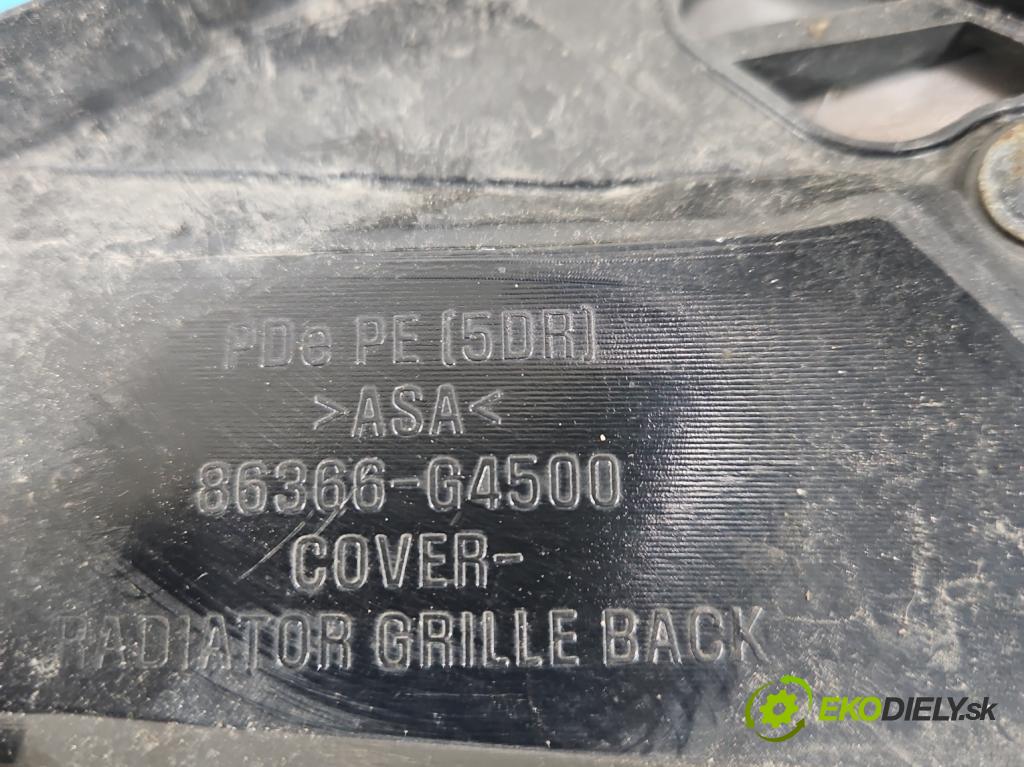 PDe PE (5DR)
>ASA<
86366-G4500
COVER-
RADIATOR GRILLE BACK
EKODIELY.sk